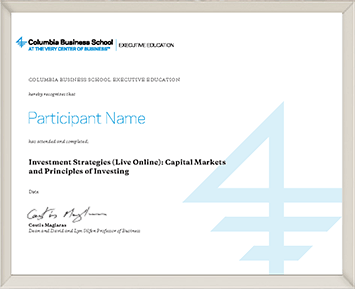 Columbia Business School
AT THE VERY CENTER OF BUSINESS™
EXECUTIVE EDUCATION
COLUMBIA BUSINESS SCHOOL EXECUTIVE EDUCATION
hereby recognizes that
Participant Name
has attended and completed,
Investment Strategies (Live Online): Capital Markets
and Principles of Investing
Date
Costis Maglaras
Dean and David and Lyn Silfen Professor of Business